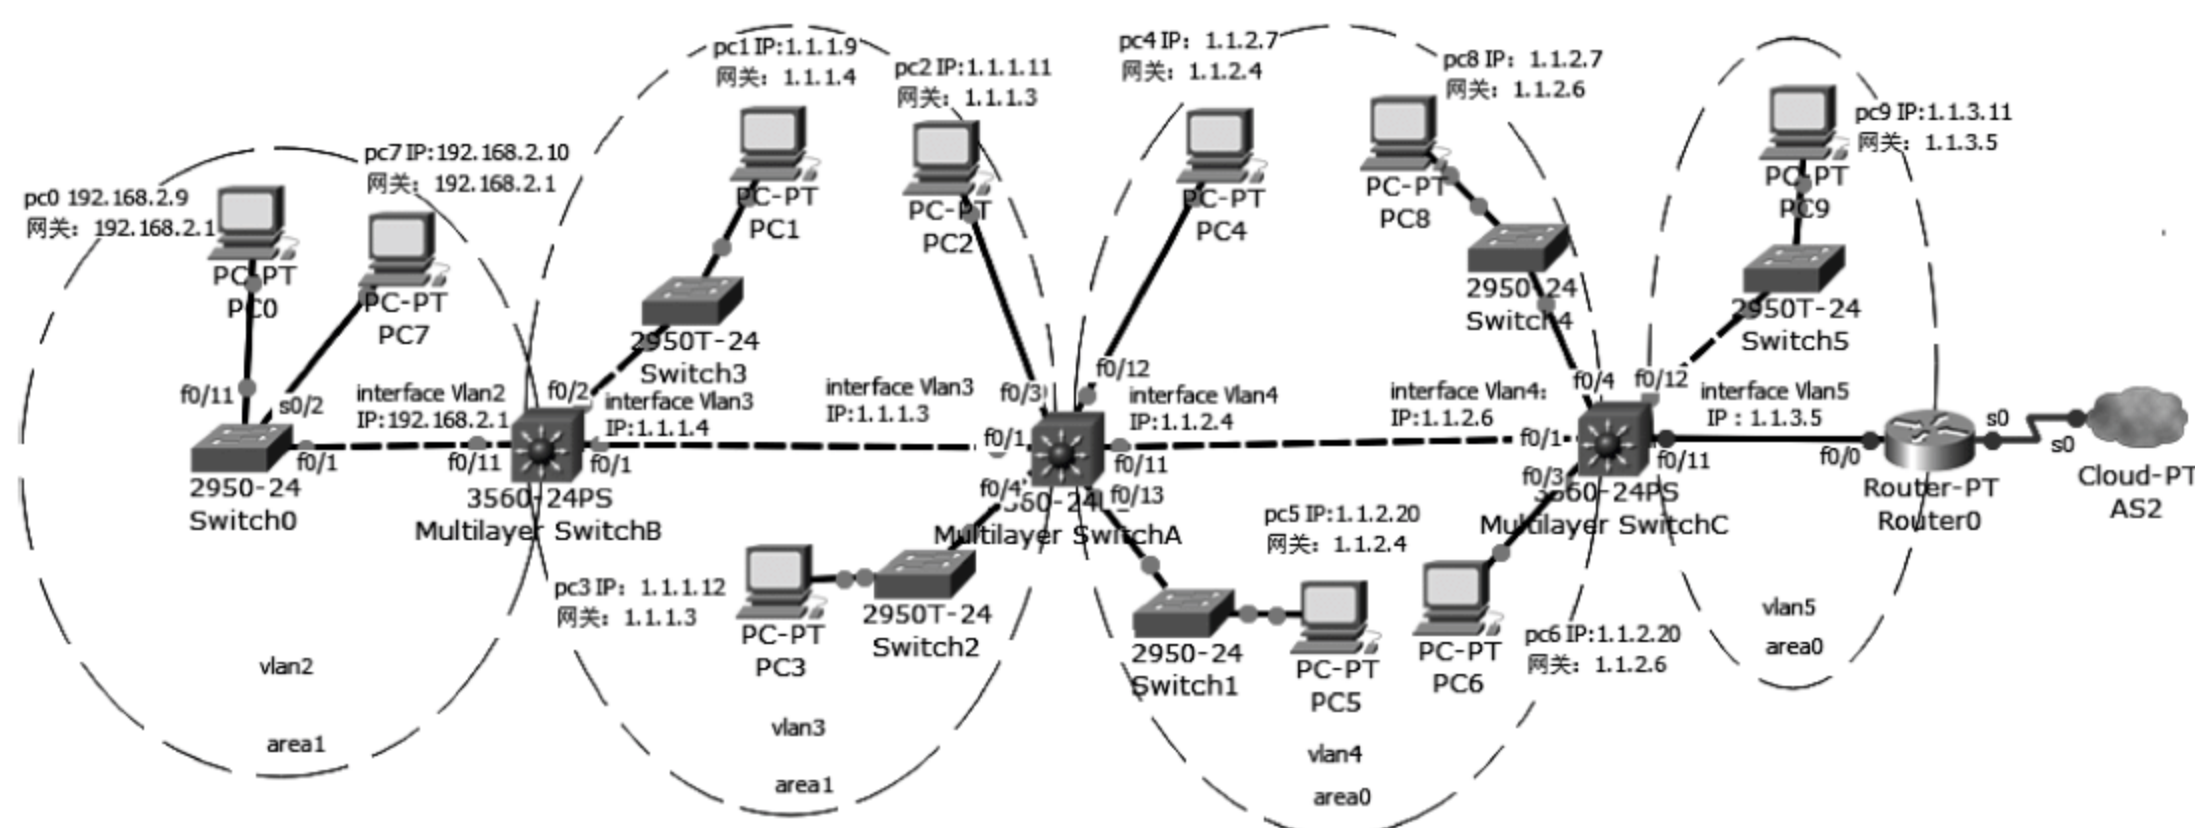 pc0 192.168.2.9
网关：192.168.2.1
PC-PT
PC0
pc7 IP:192.168.2.10
网关：192.168.2.1
PC-PT
PC7
f0/11
s0/2
2950-24
Switch0
f0/1
interface Vlan2
IP:192.168.2.1
f0/11
vlan2
area1
pc1 IP:1.1.1.9
网关：1.1.1.4
PC-PT
PC1
2950T-24
Switch3
f0/2
interface Vlan3
IP:1.1.1.4
f0/1
3560-24PS
Multilayer SwitchB
pc2 IP:1.1.1.11
网关：1.1.1.3
PC-PT
PC2
interface Vlan3
IP:1.1.1.3
f0/3
f0/1
f0/4
pc3 IP：1.1.1.12
网关：1.1.1.3
PC-PT
PC3
2950T-24
Switch2
vlan3
area1
Multilayer SwitchA
pc4 IP：1.1.2.7
网关：1.1.2.4
PC-PT
PC4
f0/12
interface Vlan4
IP:1.1.2.4
f0/11
f0/13
2950-24
Switch1
pc5 IP:1.1.2.20
网关：1.1.2.4
PC-PT
PC5
pc8 IP：1.1.2.7
网关：1.1.2.6
PC-PT
PC8
2950-24
Switch4
interface Vlan4:
IP:1.1.2.6
f0/4
f0/1
f0/3
3560-24PS
Multilayer SwitchC
PC-PT
PC6
pc6 IP:1.1.2.20
网关：1.1.2.6
vlan4
area0
pc9 IP:1.1.3.11
网关：1.1.3.5
PC-PT
PC9
2950T-24
Switch5
f0/12
interface Vlan5
IP：1.1.3.5
f0/11
f0/0
Router-PT
Router0
vlan5
area0
s0
s0
Cloud-PT
AS2